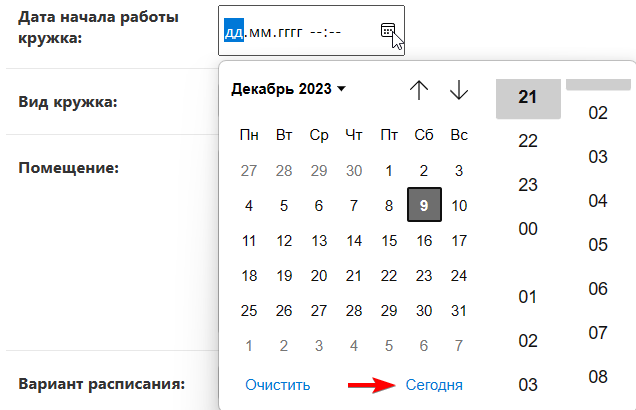 Дата начала работы
кружка:
дд.мм.гггг --:--
Вид кружка:
Помещение:
Вариант расписания:
Декабрь 2023
Пн Вт Ср Чт Пт Сб Вс
27 28 29 30 1 2 3
4 5 6 7 8 9 10
11 12 13 14 15 16 17
18 19 20 21 22 23 24
25 26 27 28 29 30 31
1 2 3 4 5 6 7
Очистить Сегодня
21
22
23
00
01
02
03
02
03
04
05
06
07
08